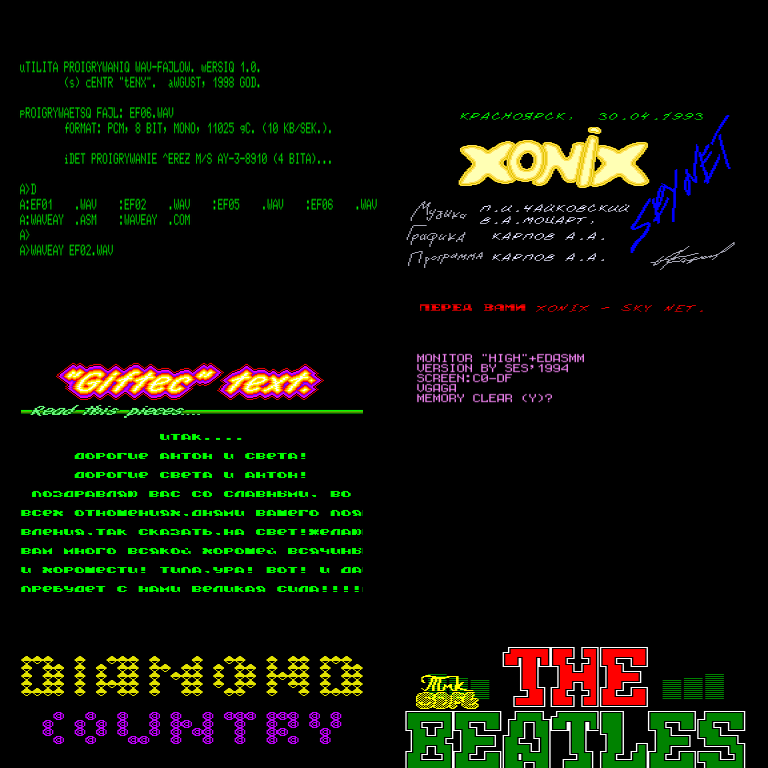 uTILITA PROIGRYWANIQ WAV-FAJLOW. wERSIQ 1.0.
(s) cENTR "tENX". aWGUST, 1998 GOD.
pROIGRYWAETSQ FAJL: EF06.WAV
fORMAT: PCM, 8 BIT, MONO, 11025 gC. (10 KB/SEK.).
iDET PROIGRYWANIE ^EREZ M/S AY-3-8910 (4 BITA)...
A>D
A:EF01 .WAV :EF02 .WAV :EF05 .WAV :EF06 .WAV
A:WAVEAY .ASM :WAVEAY .COM
A>
A>WAVEAY EF02.WAV
КРАСНОЯРСК, 30.04.1993
XONIX
SKY NET
Музыка П.И.ЧАЙКОВСКИЙ
В.А.МОЦАРТ,
Графика КАРПОВ А.А.
Программа КАРПОВ А.А.
ПЕРЕД ВАМИ XONIX - SKY NET.
"Giftec" text:
Read this pieces....
ИТАК....
ДОРОГИЕ АНТОН И СВЕТА!
ДОРОГИЕ СВЕТА И АНТОН!
ПОЗДРАВЛЯЮ ВАС СО СЛАВНЫМИ, ВО
ВСЕХ ОТНОШЕНИЯХ,ДНЯМИ ВАШЕГО ПОЯ
ВЛЕНИЯ,ТАК СКАЗАТЬ,НА СВЕТ!ЖЕЛАЮ
ВАМ МНОГО ВСЯКОЙ ХОРОШЕЙ ВСЯЧИНЫ
И ХОРОШЕСТИ! ТИПА,УРА! ВОТ! И ДА
ПРЕБУДЕТ С НАМИ ВЕЛИКАЯ СИЛА!!!!
MONITOR "HIGH"+EDASMM
VERSION BY SES'1994
SCREEN:C0-DF
VGAGA
MEMORY CLEAR (Y)?
DIAMOND
COUNTRY
THE
BEATLES